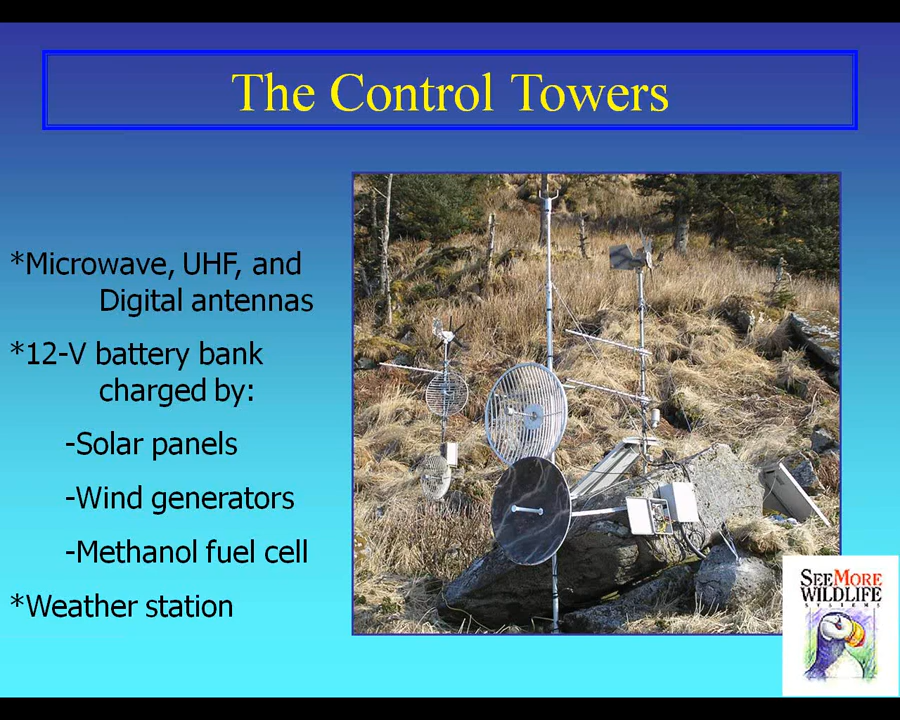 The Control Towers
*Microwave, UHF, and
Digital antennas
*12-V battery bank
charged by:
-Solar panels
-Wind generators
-Methanol fuel cell
*Weather station
SEEMORE
WILDLIFE
SYSTEMS